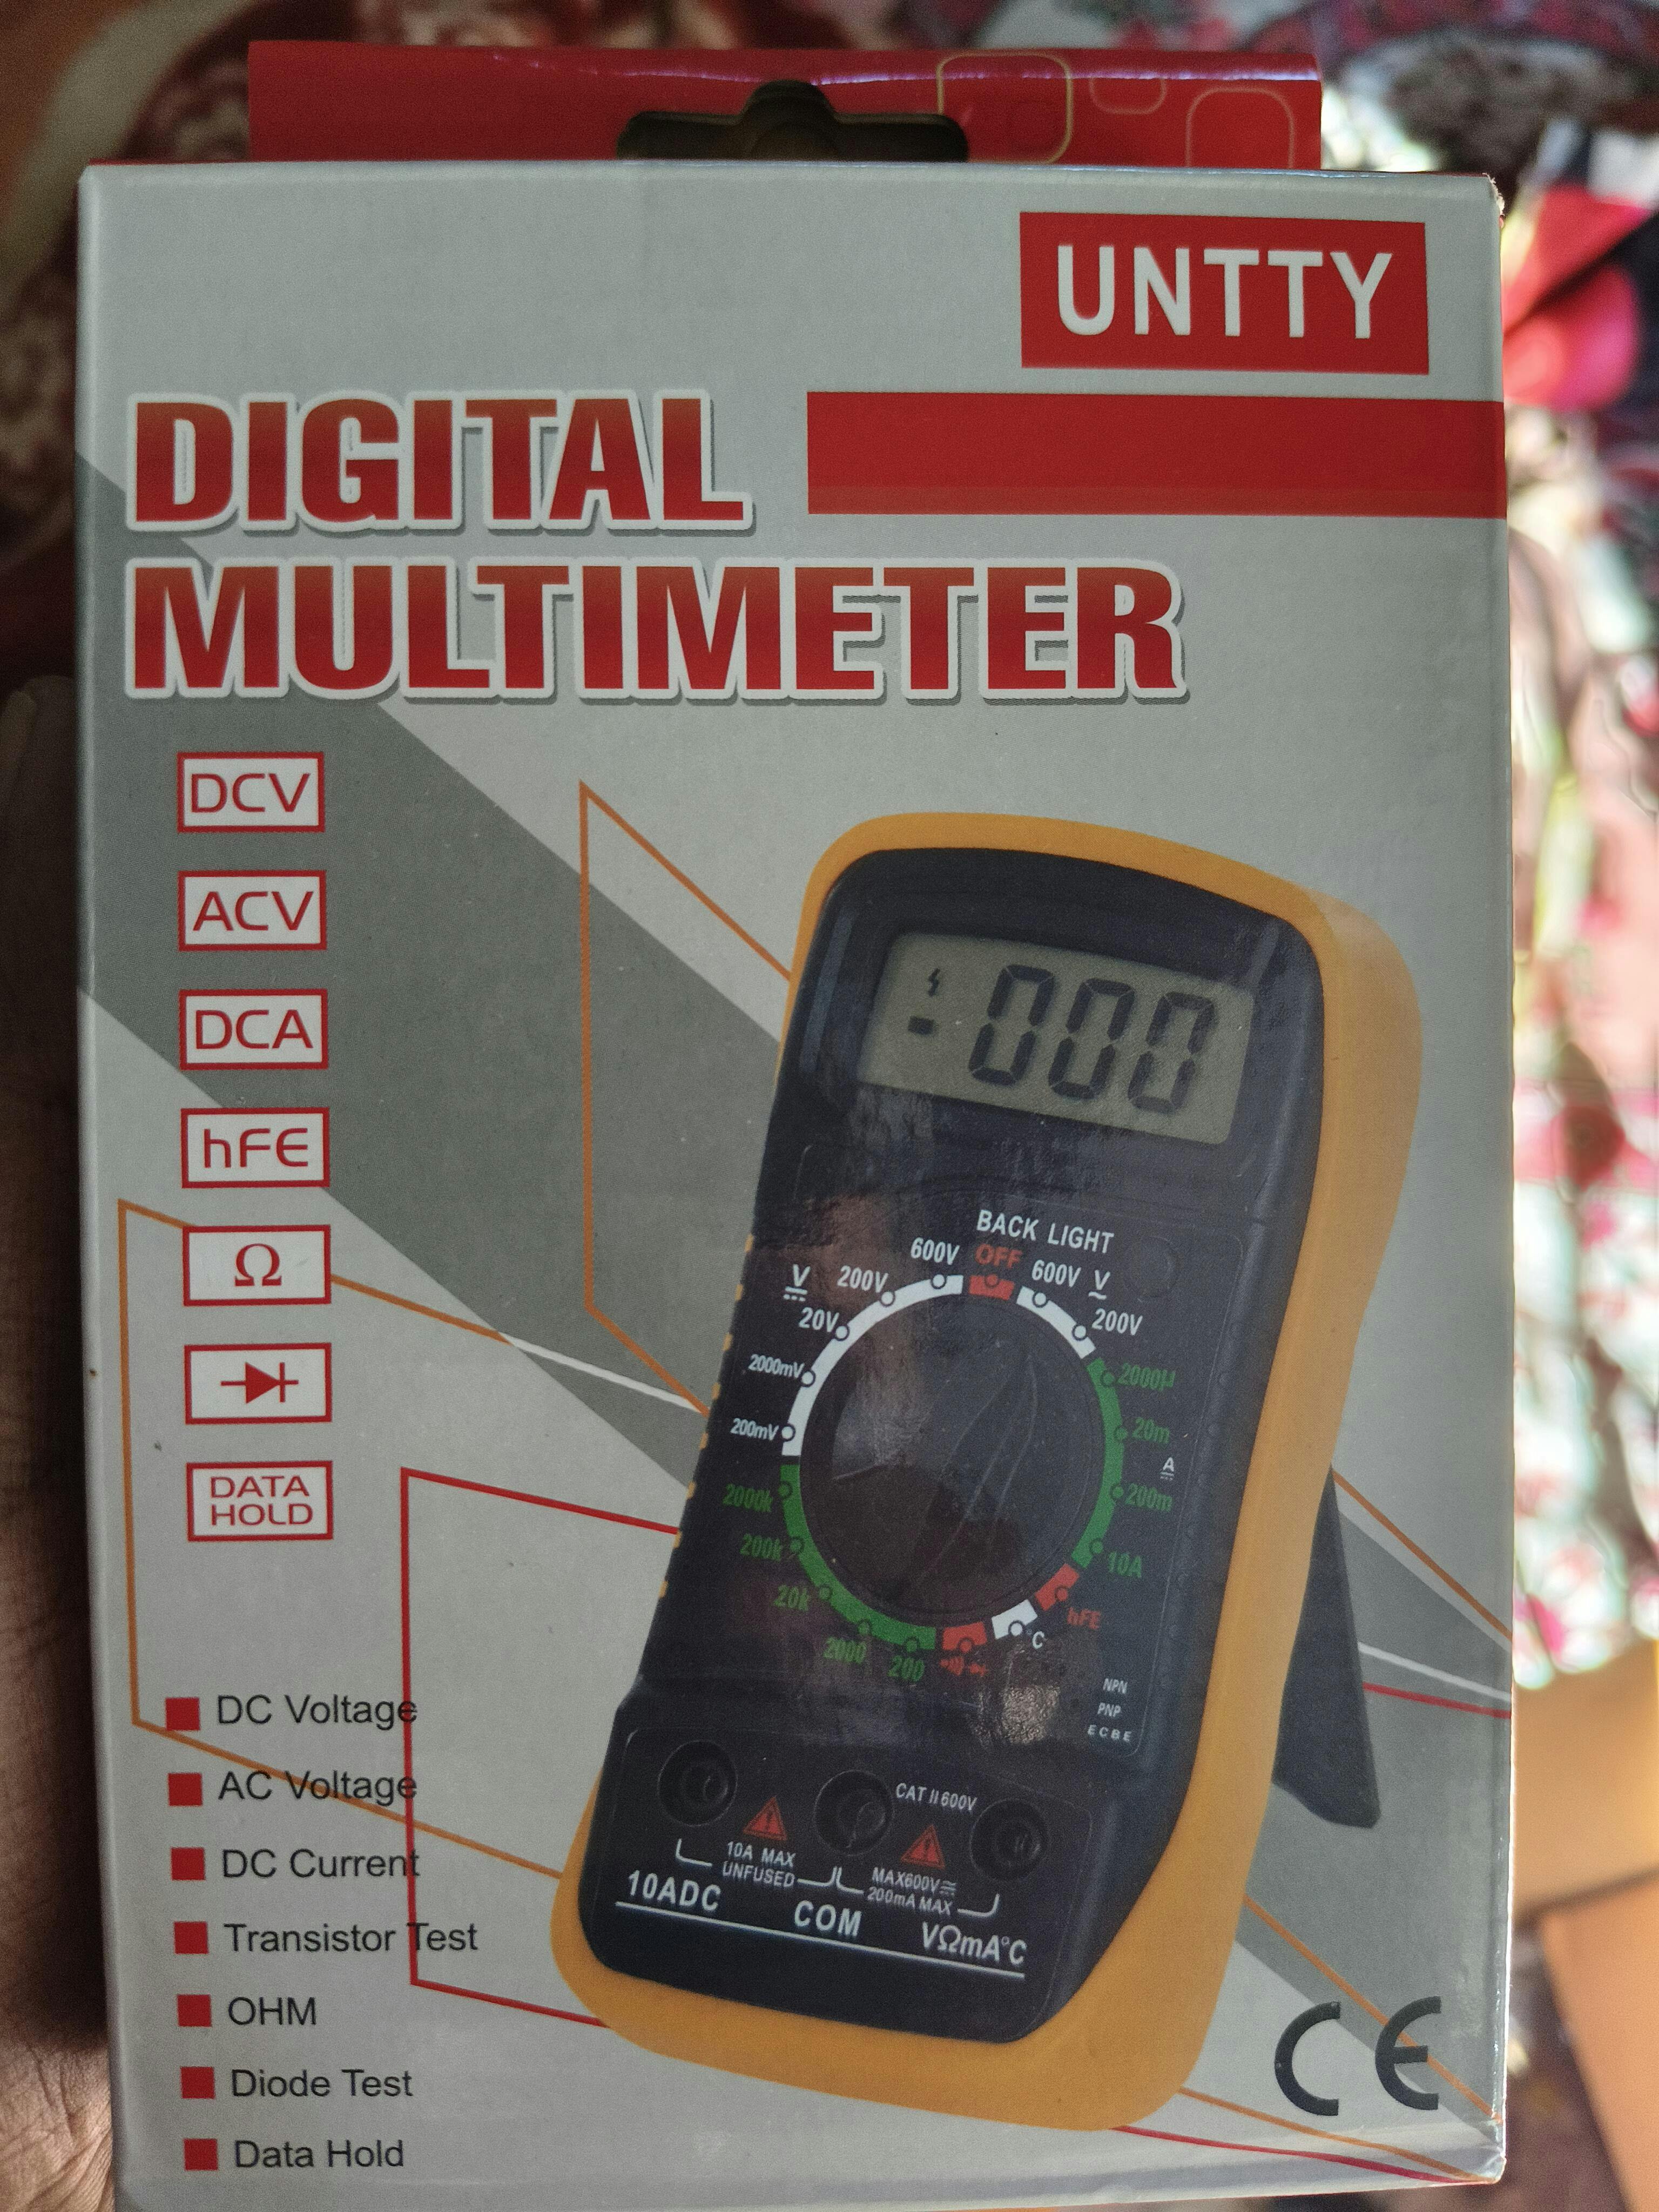 UNTTY
DIGITAL
MULTIMETER
DCV
ACV
DCA
hFE
Ω
DATA
HOLD
DC Voltage
AC Voltage
DC Current
Transistor Test
OHM
Diode Test
Data Hold
-000
BACK LIGHT
OFF
600V
200V
20V
2000mV
200mV
2000k
200k
20k
2000
200
600V
V
200V
2000µ
20m
A
200m
10A
hFE
°C
V
NPN
PNP
E C B E
CAT II 600V
10A MAX
UNFUSED
MAX600V
200mA MAX
10ADC
COM
VΩmA°C
CE